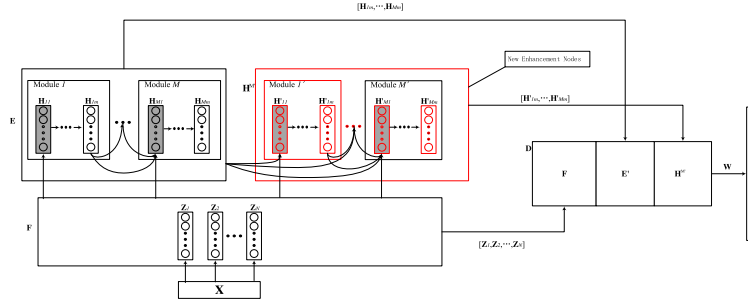 [H1m,···,HMm]
New Enhancement Nodes
Module 1 Module M Module 1' Module M'
H11 H1m HM1 HMm H'11 H'1m H'M1 H'Mm
E
[H'1m,···,H'Mm]
D
F E'
W
F
Z1 Z2 ZN
[Z1,Z2,···,ZN]
X